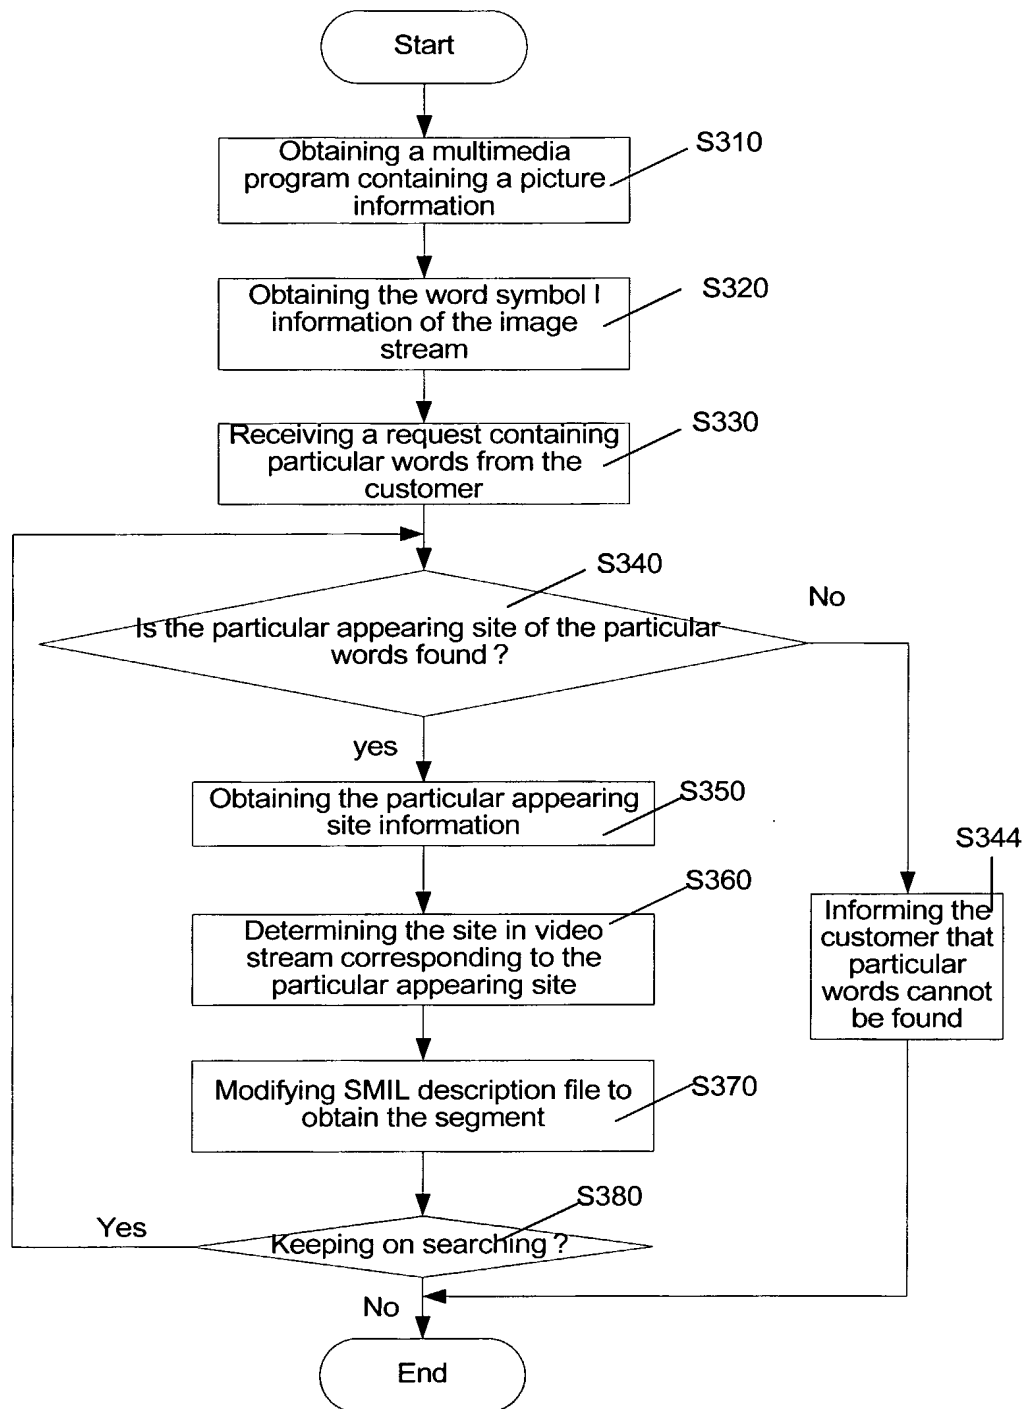 Start
Obtaining a multimedia
program containing a picture
information
S310
Obtaining the word symbol l
information of the image
stream
S320
Receiving a request containing
particular words from the
customer
S330
S340
Is the particular appearing site of the particular
words found ?
No
yes
Obtaining the particular appearing
site information
S350
S344
Informing the
customer that
particular
words cannot
be found
S360
Determining the site in video
stream corresponding to the
particular appearing site
Modifying SMIL description file to
obtain the segment
S370
S380
Keeping on searching ?
Yes
No
End